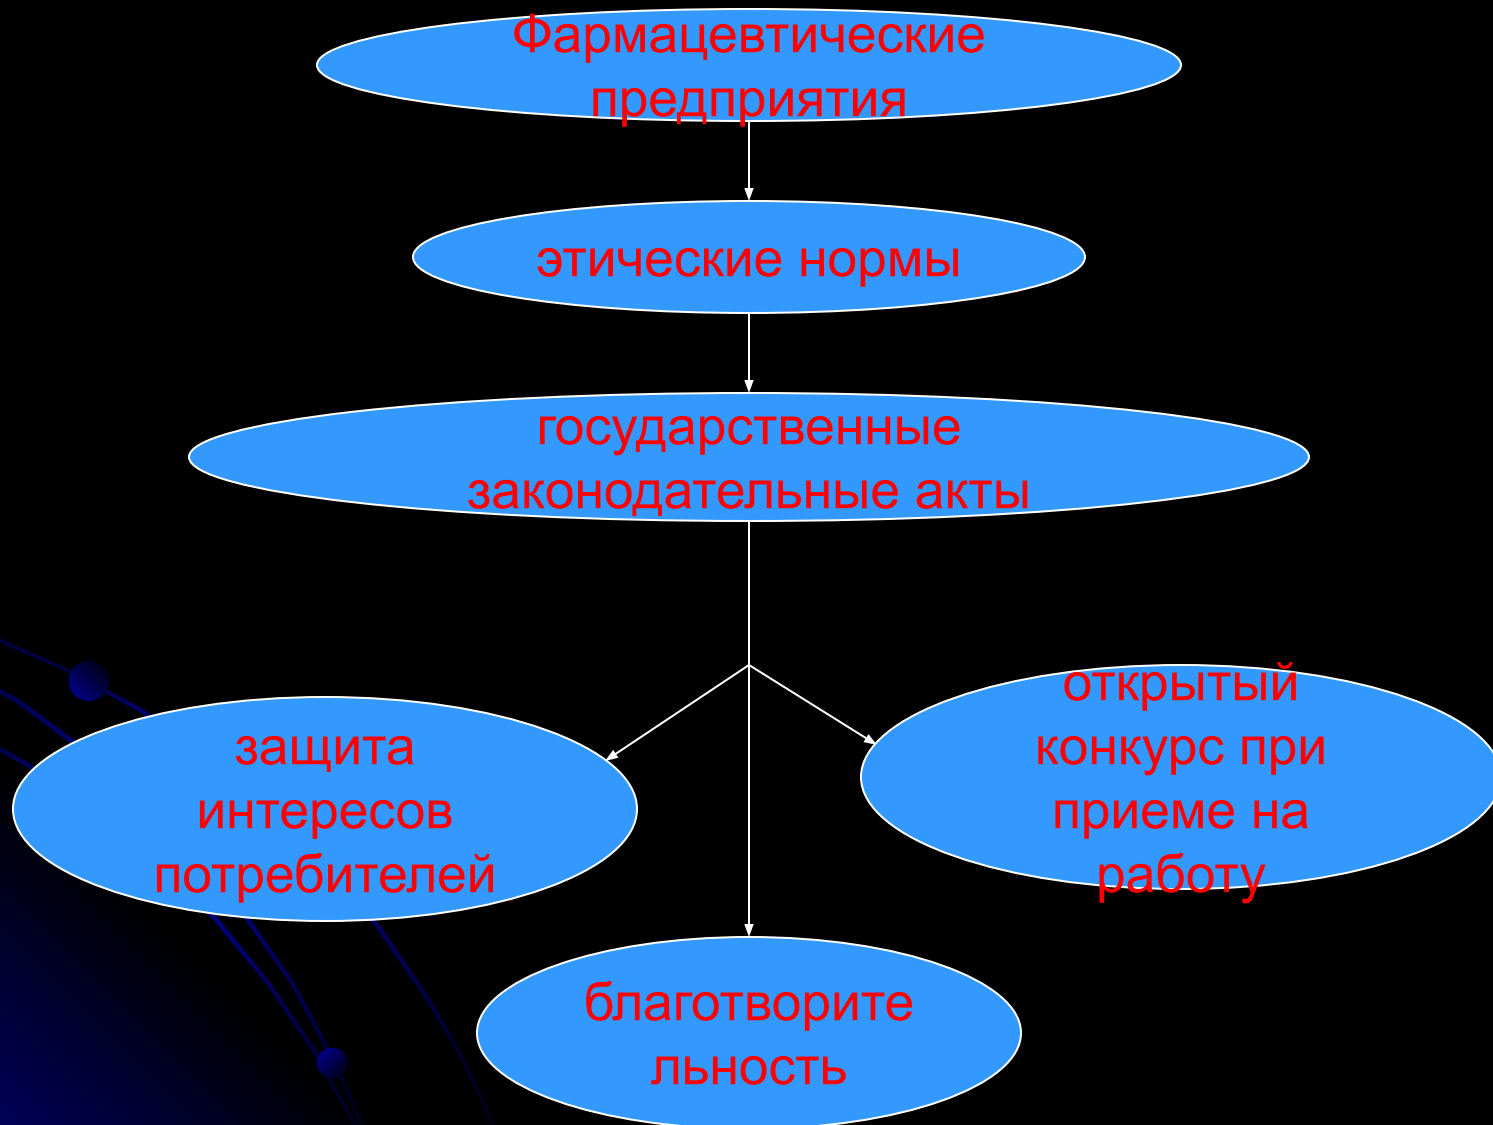 Фармацевтические
предприятия
этические нормы
государственные
законодательные акты
защита
интересов
потребителей
открытый
конкурс при
приеме на
работу
благотворите
льность